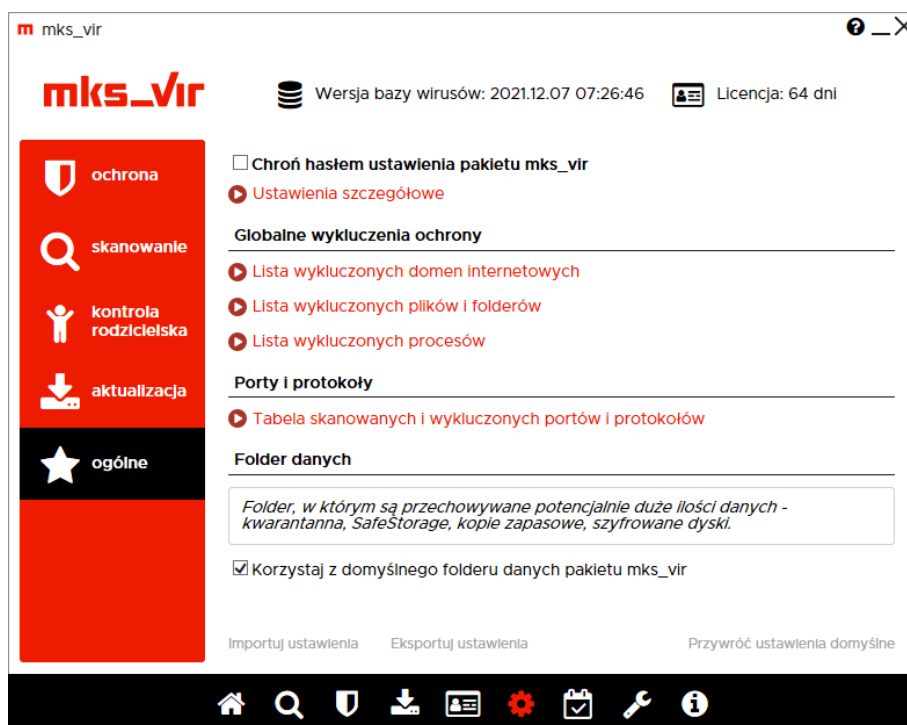 mks_vir
mks_vir
Wersja bazy wirusów: 2021.12.07 07:26:46
Licencja: 64 dni
ochrona
skanowanie
kontrola
rodzicielska
aktualizacja
ogólne
Chroń hasłem ustawienia pakietu mks_vir
Ustawienia szczegółowe
Globalne wykluczenia ochrony
Lista wykluczonych domen internetowych
Lista wykluczonych plików i folderów
Lista wykluczonych procesów
Porty i protokoły
Tabela skanowanych i wykluczonych portów i protokołów
Folder danych
Folder, w którym są przechowywane potencjalnie duże ilości danych -
kwarantanna, SafeStorage, kopie zapasowe, szyfrowane dyski.
Korzystaj z domyślnego folderu danych pakietu mks_vir
Importuj ustawienia
Eksportuj ustawienia
Przywróć ustawienia domyślne